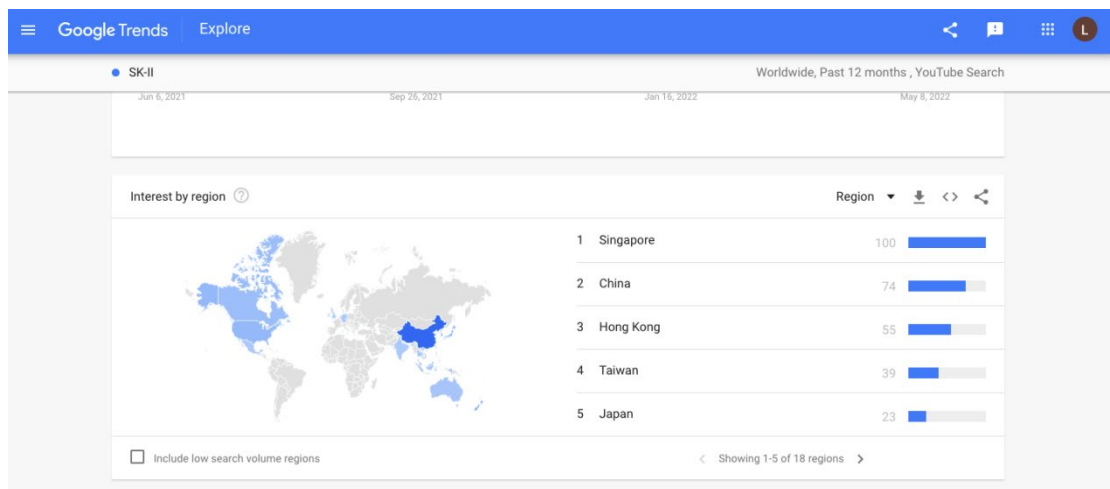 Google Trends Explore L
SK-II Worldwide, Past 12 months , YouTube Search
Jun 6, 2021 Sep 26, 2021 Jan 16, 2022 May 8, 2022
Interest by region ? Region
1 Singapore 100
2 China 74
3 Hong Kong 55
4 Taiwan 39
5 Japan 23
Include low search volume regions Showing 1-5 of 18 regions